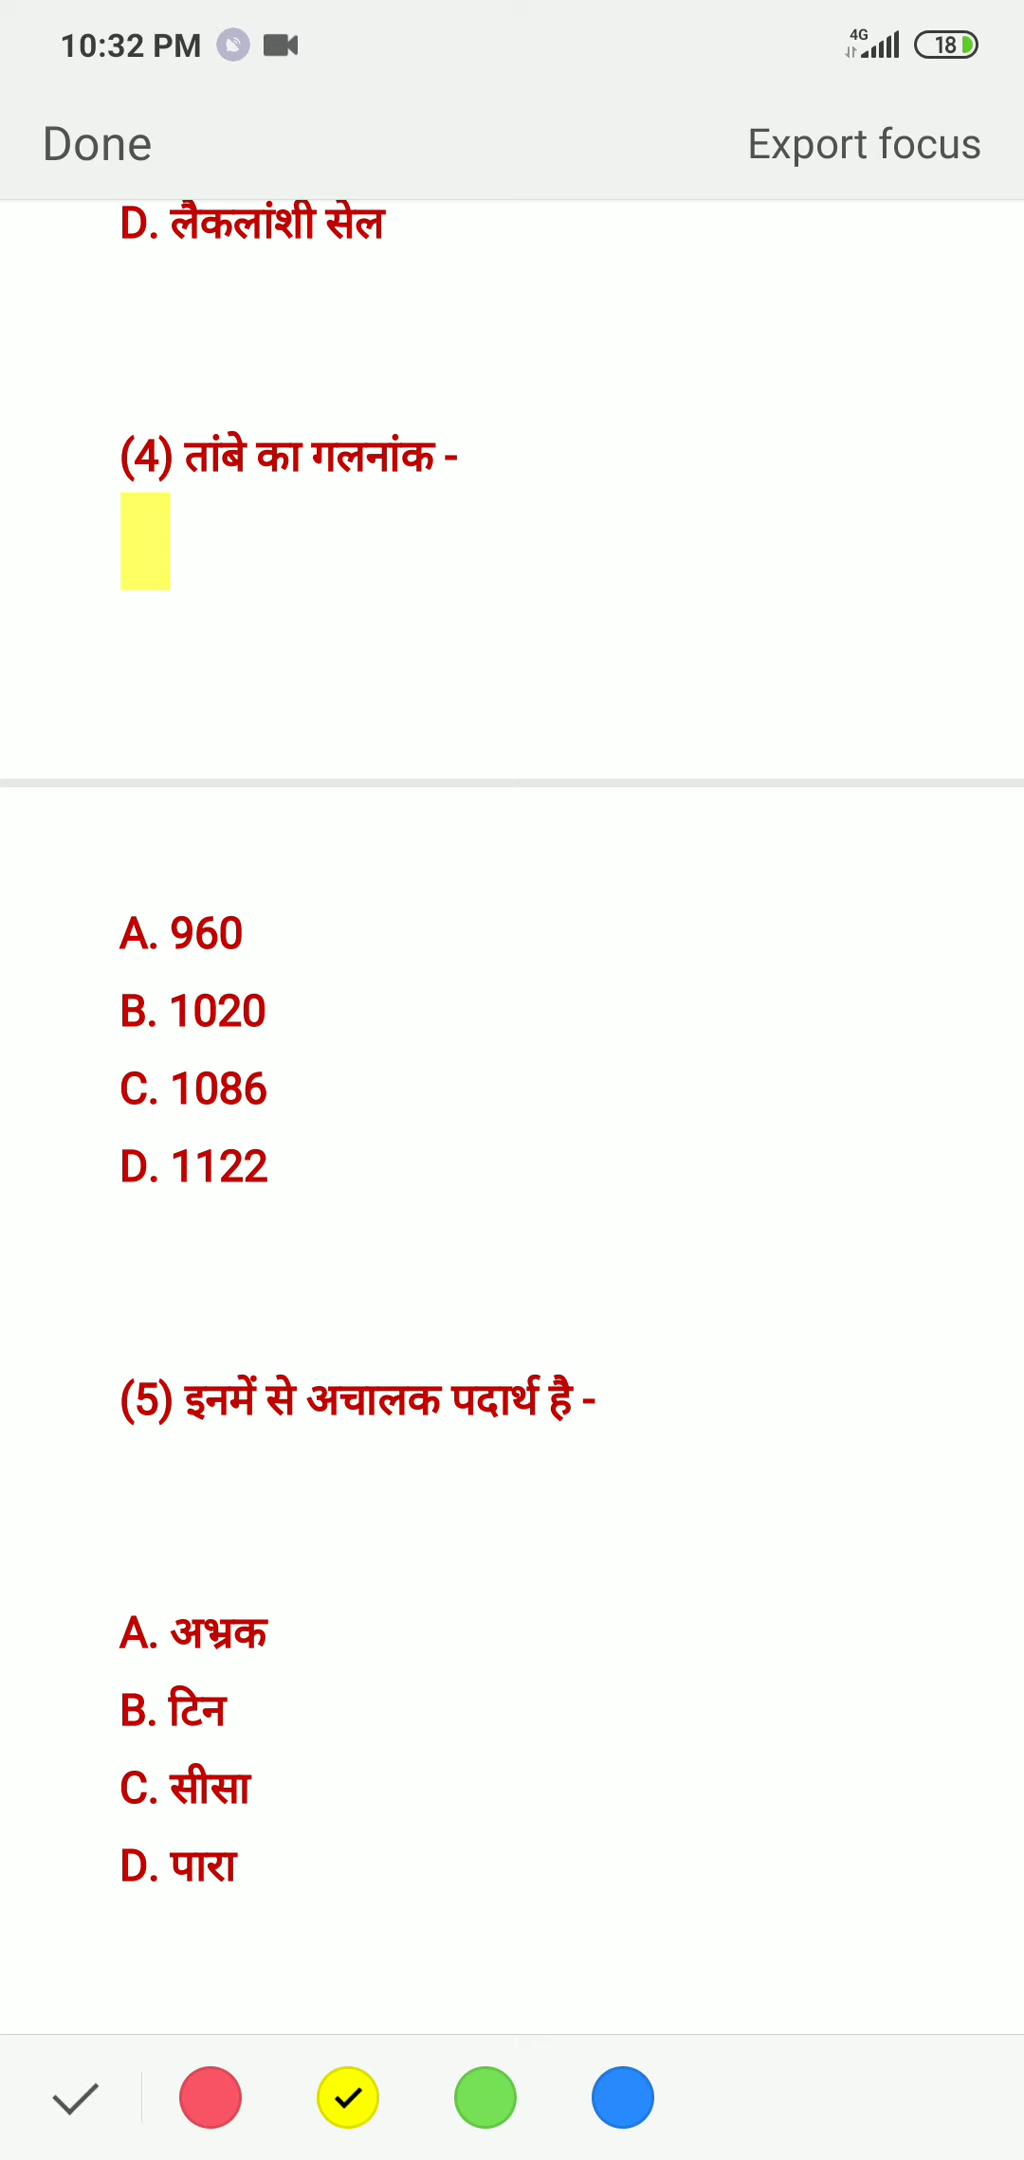 10:32 PM
4G
18
Done
Export focus
D. लैकलांशी सेल
(4) तांबे का गलनांक -
A. 960
B. 1020
C. 1086
D. 1122
(5) इनमें से अचालक पदार्थ है -
A. अभ्रक
B. टिन
C. सीसा
D. पारा